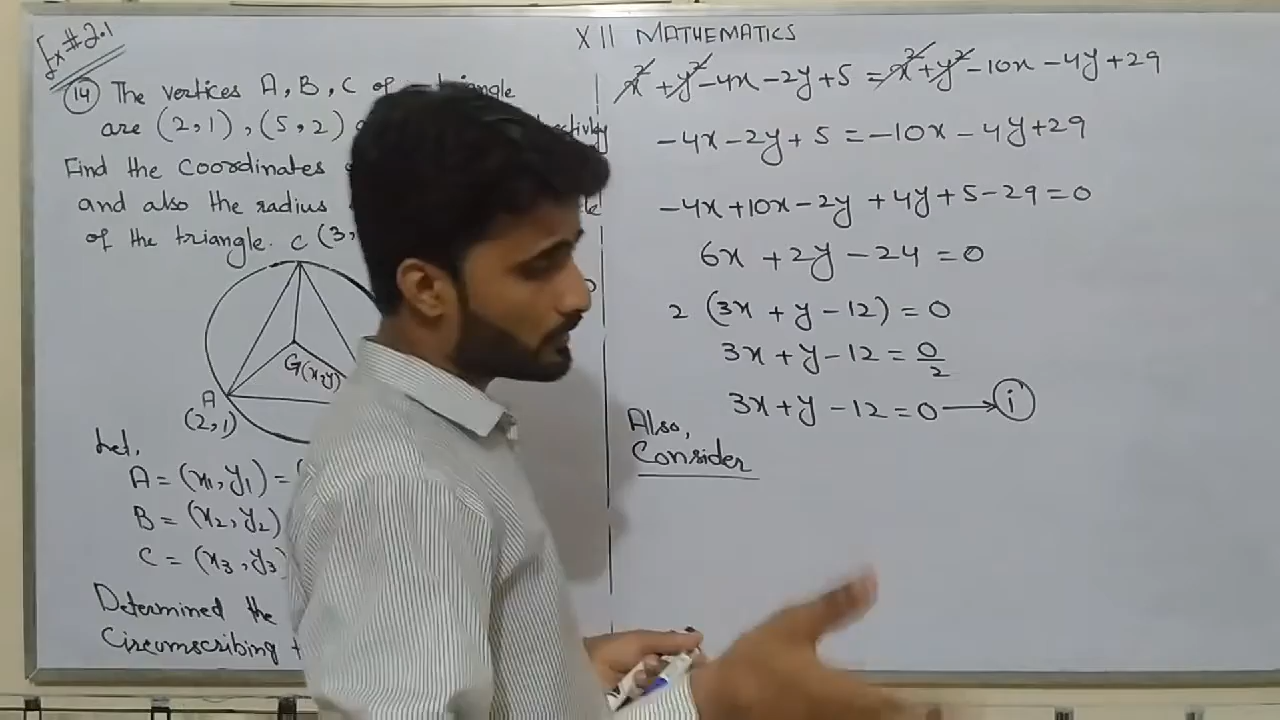 Ex # 2.1
XII MATHEMATICS
(14) The vertices A, B, C of triangle
are (2,1), (5,2)
Find the coordinates
and also the radius
of the triangle.
C (3,
G(x,y)
A
(2,1)
Let,
A = (x₁, y₁) =
B = (x₂, y₂)
C = (x₃, y₃)
Determined the
Circumscribing
x² + y² - 4x - 2y + 5 = x² + y² - 10x - 4y + 29
-4x - 2y + 5 = -10x - 4y + 29
-4x + 10x - 2y + 4y + 5 - 29 = 0
6x + 2y - 24 = 0
2 (3x + y - 12) = 0
3x + y - 12 = 0/2
3x + y - 12 = 0 → (i)
Also,
Consider